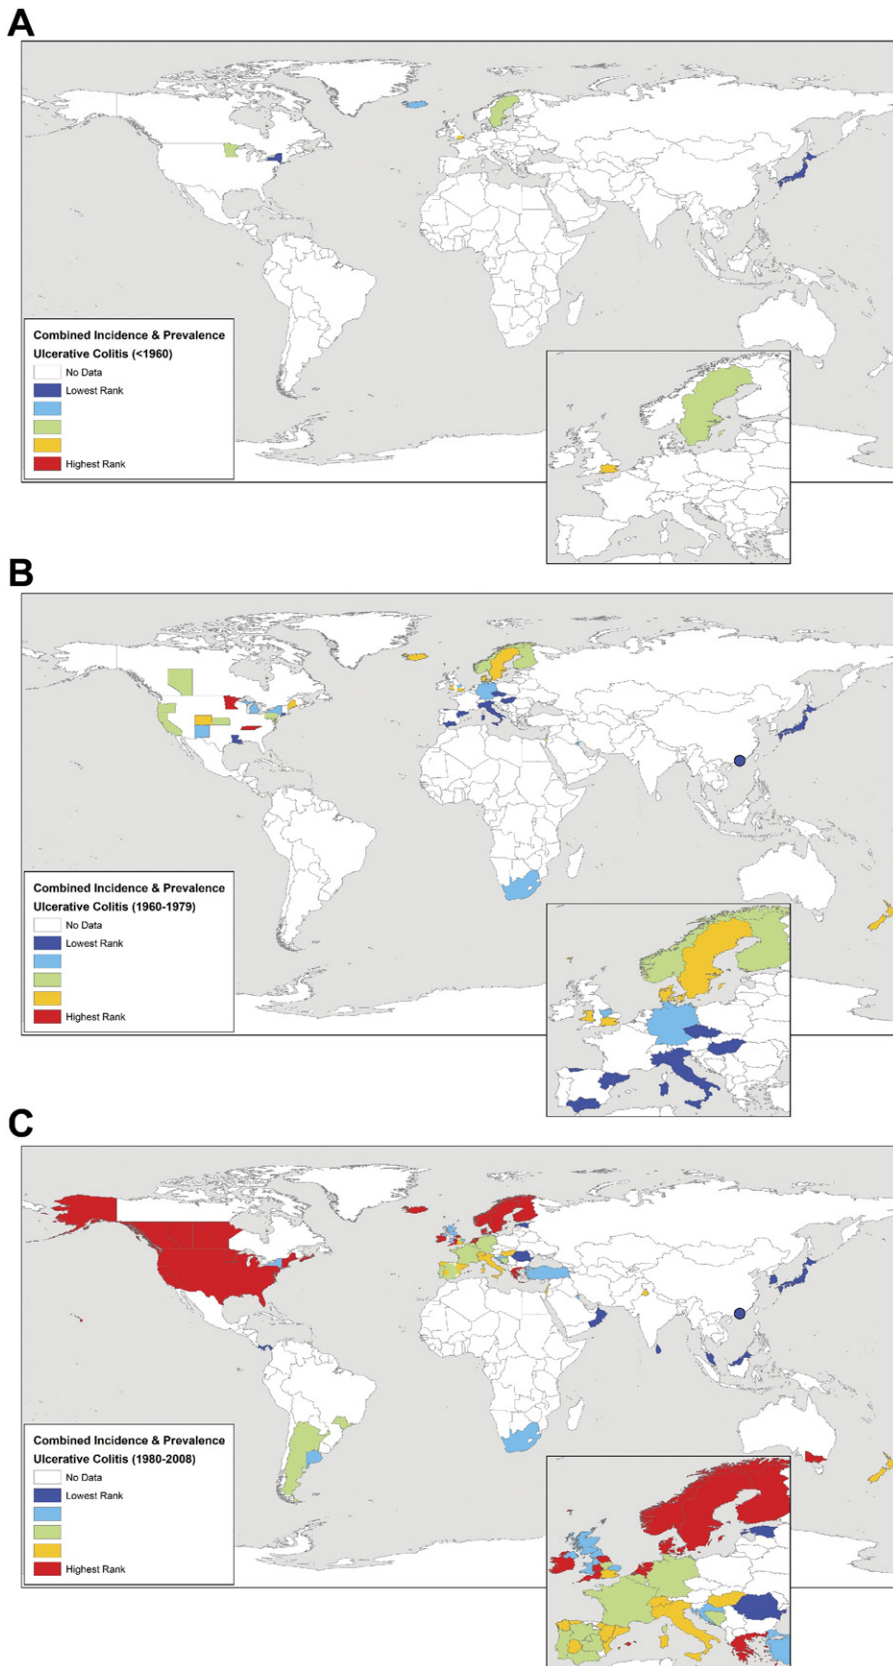 A
Combined Incidence & Prevalence
Ulcerative Colitis (<1960)
No Data
Lowest Rank
Highest Rank
B
Combined Incidence & Prevalence
Ulcerative Colitis (1960-1979)
No Data
Lowest Rank
Highest Rank
C
Combined Incidence & Prevalence
Ulcerative Colitis (1980-2008)
No Data
Lowest Rank
Highest Rank